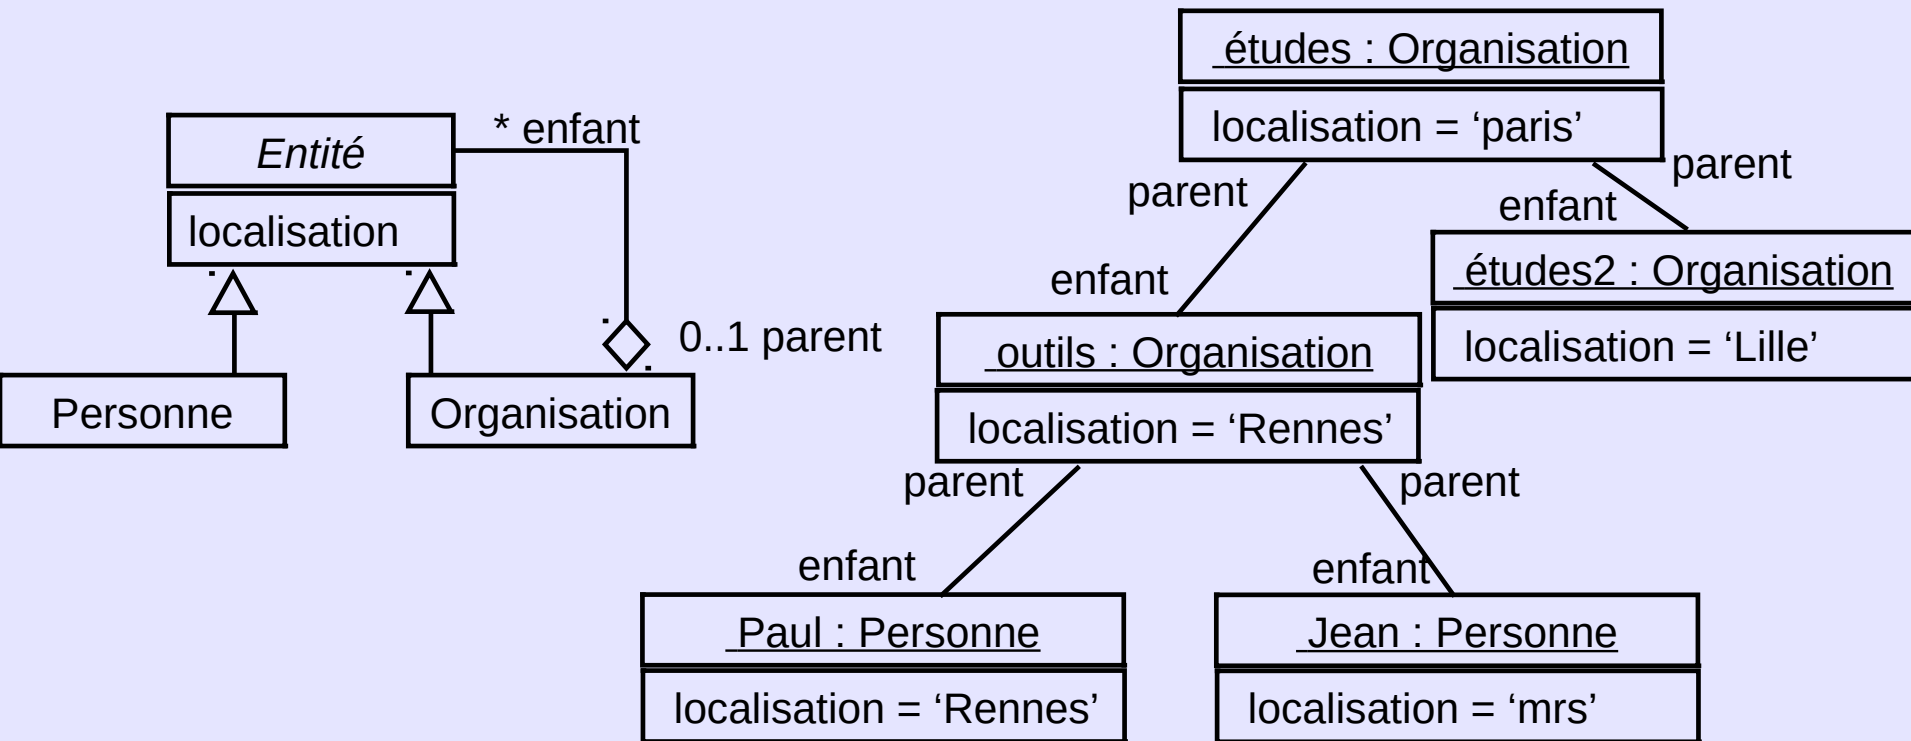 * enfant
Entité
localisation
0..1 parent
Personne
Organisation
études : Organisation
localisation = ‘paris’
parent
parent
enfant
enfant
études2 : Organisation
localisation = ‘Lille’
outils : Organisation
localisation = ‘Rennes’
parent
parent
enfant
enfant
Paul : Personne
localisation = ‘Rennes’
Jean : Personne
localisation = ‘mrs’